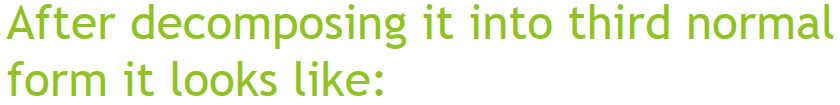 After decomposing it into third normal
form it looks like: